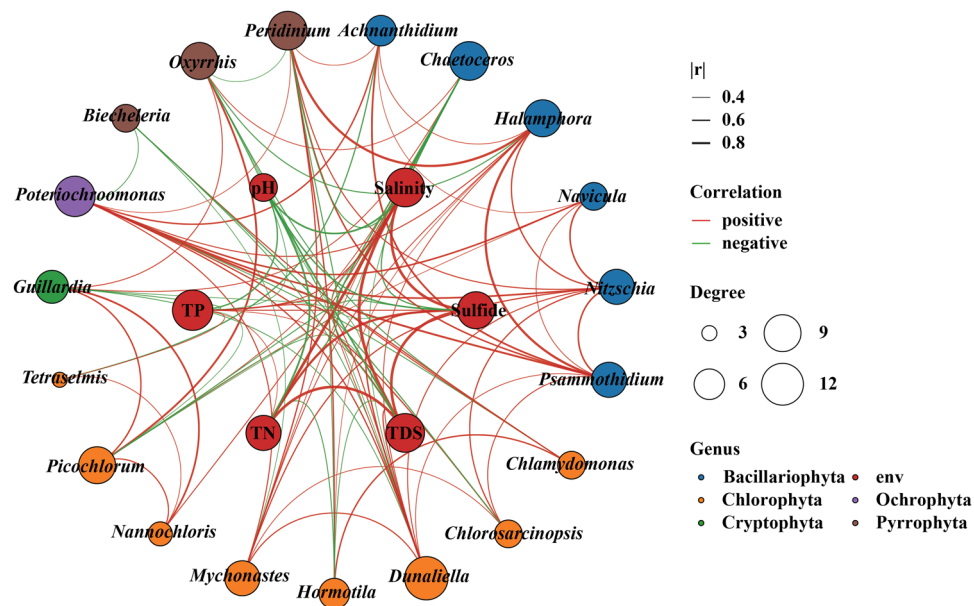 Peridinium
Achnanthidium
Oxyrrhis
Chaetoceros
Biecheleria
Halamphora
Poteriochroomonas
pH
Salinity
Navicula
Guillardia
TP
Sulfide
Nitzschia
Tetraselmis
Psammothidium
Picochlorum
TN
TDS
Chlamydomonas
Nannochloris
Chlorosarcinopsis
Mychonastes
Hormotila
Dunaliella
|r|
0.4
0.6
0.8
Correlation
positive
negative
Degree
3 9
6 12
Genus
Bacillariophyta env
Chlorophyta Ochrophyta
Cryptophyta Pyrrophyta